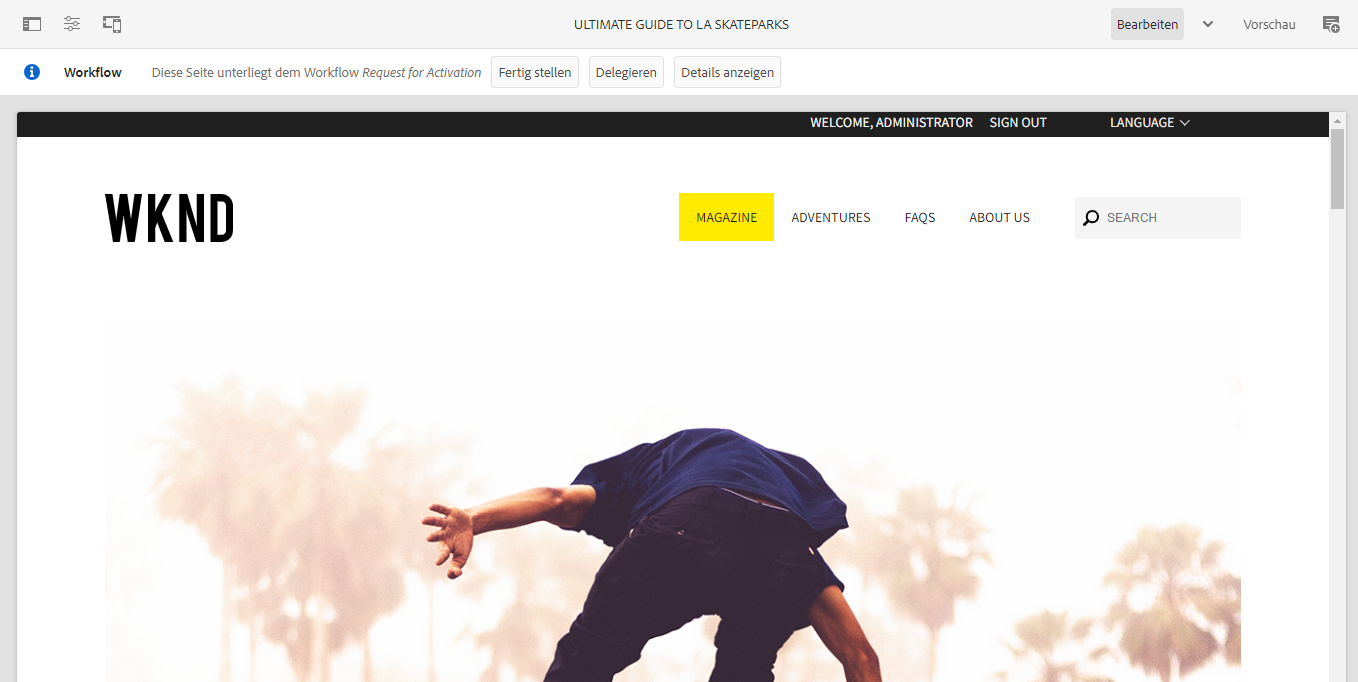 ULTIMATE GUIDE TO LA SKATEPARKS Bearbeiten Vorschau
Workflow Diese Seite unterliegt dem Workflow Request for Activation Fertig stellen Delegieren Details anzeigen
WELCOME, ADMINISTRATOR SIGN OUT LANGUAGE
WKND MAGAZINE ADVENTURES FAQS ABOUT US SEARCH